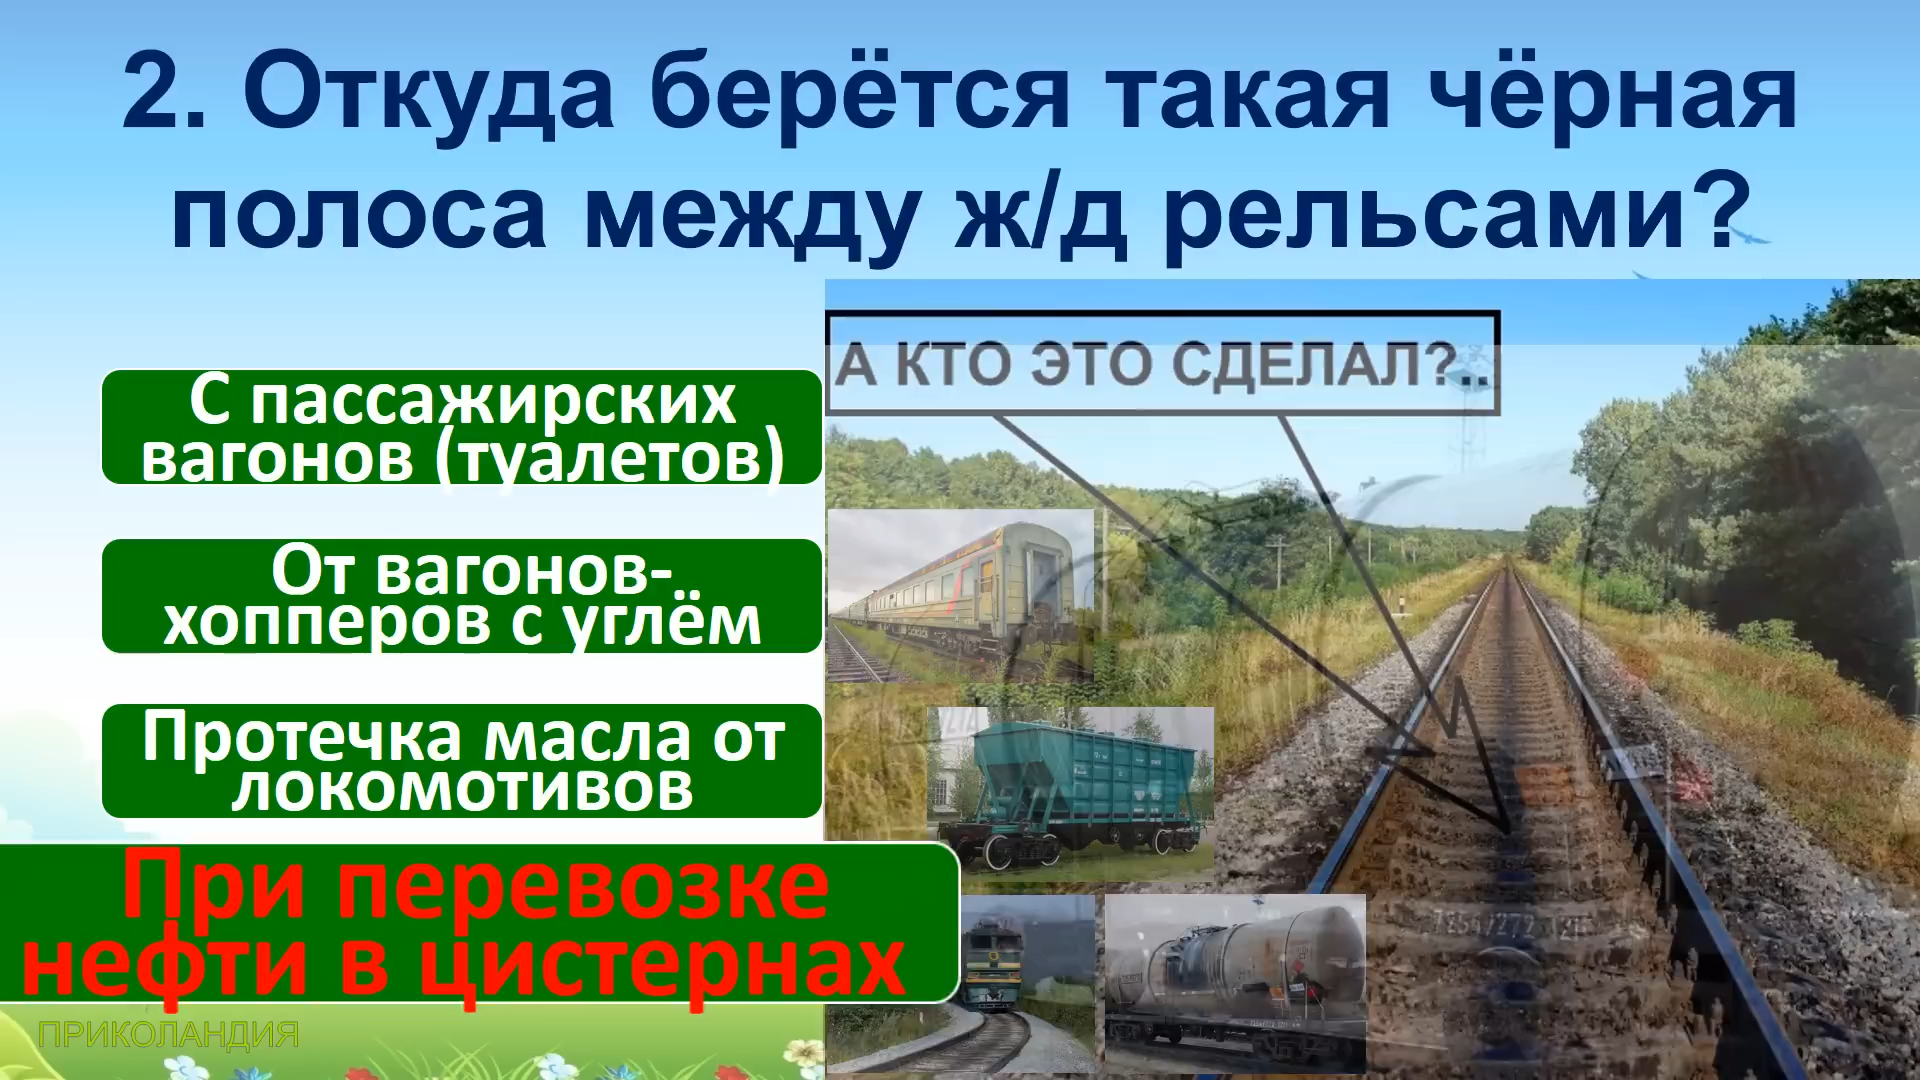 2. Откуда берётся такая чёрная
полоса между ж/д рельсами?
А КТО ЭТО СДЕЛАЛ?..
С пассажирских
вагонов (туалетов)
От вагонов-
хопперов с углём
Протечка масла от
локомотивов
При перевозке
нефти в цистернах
ПРИКОЛАНДИЯ